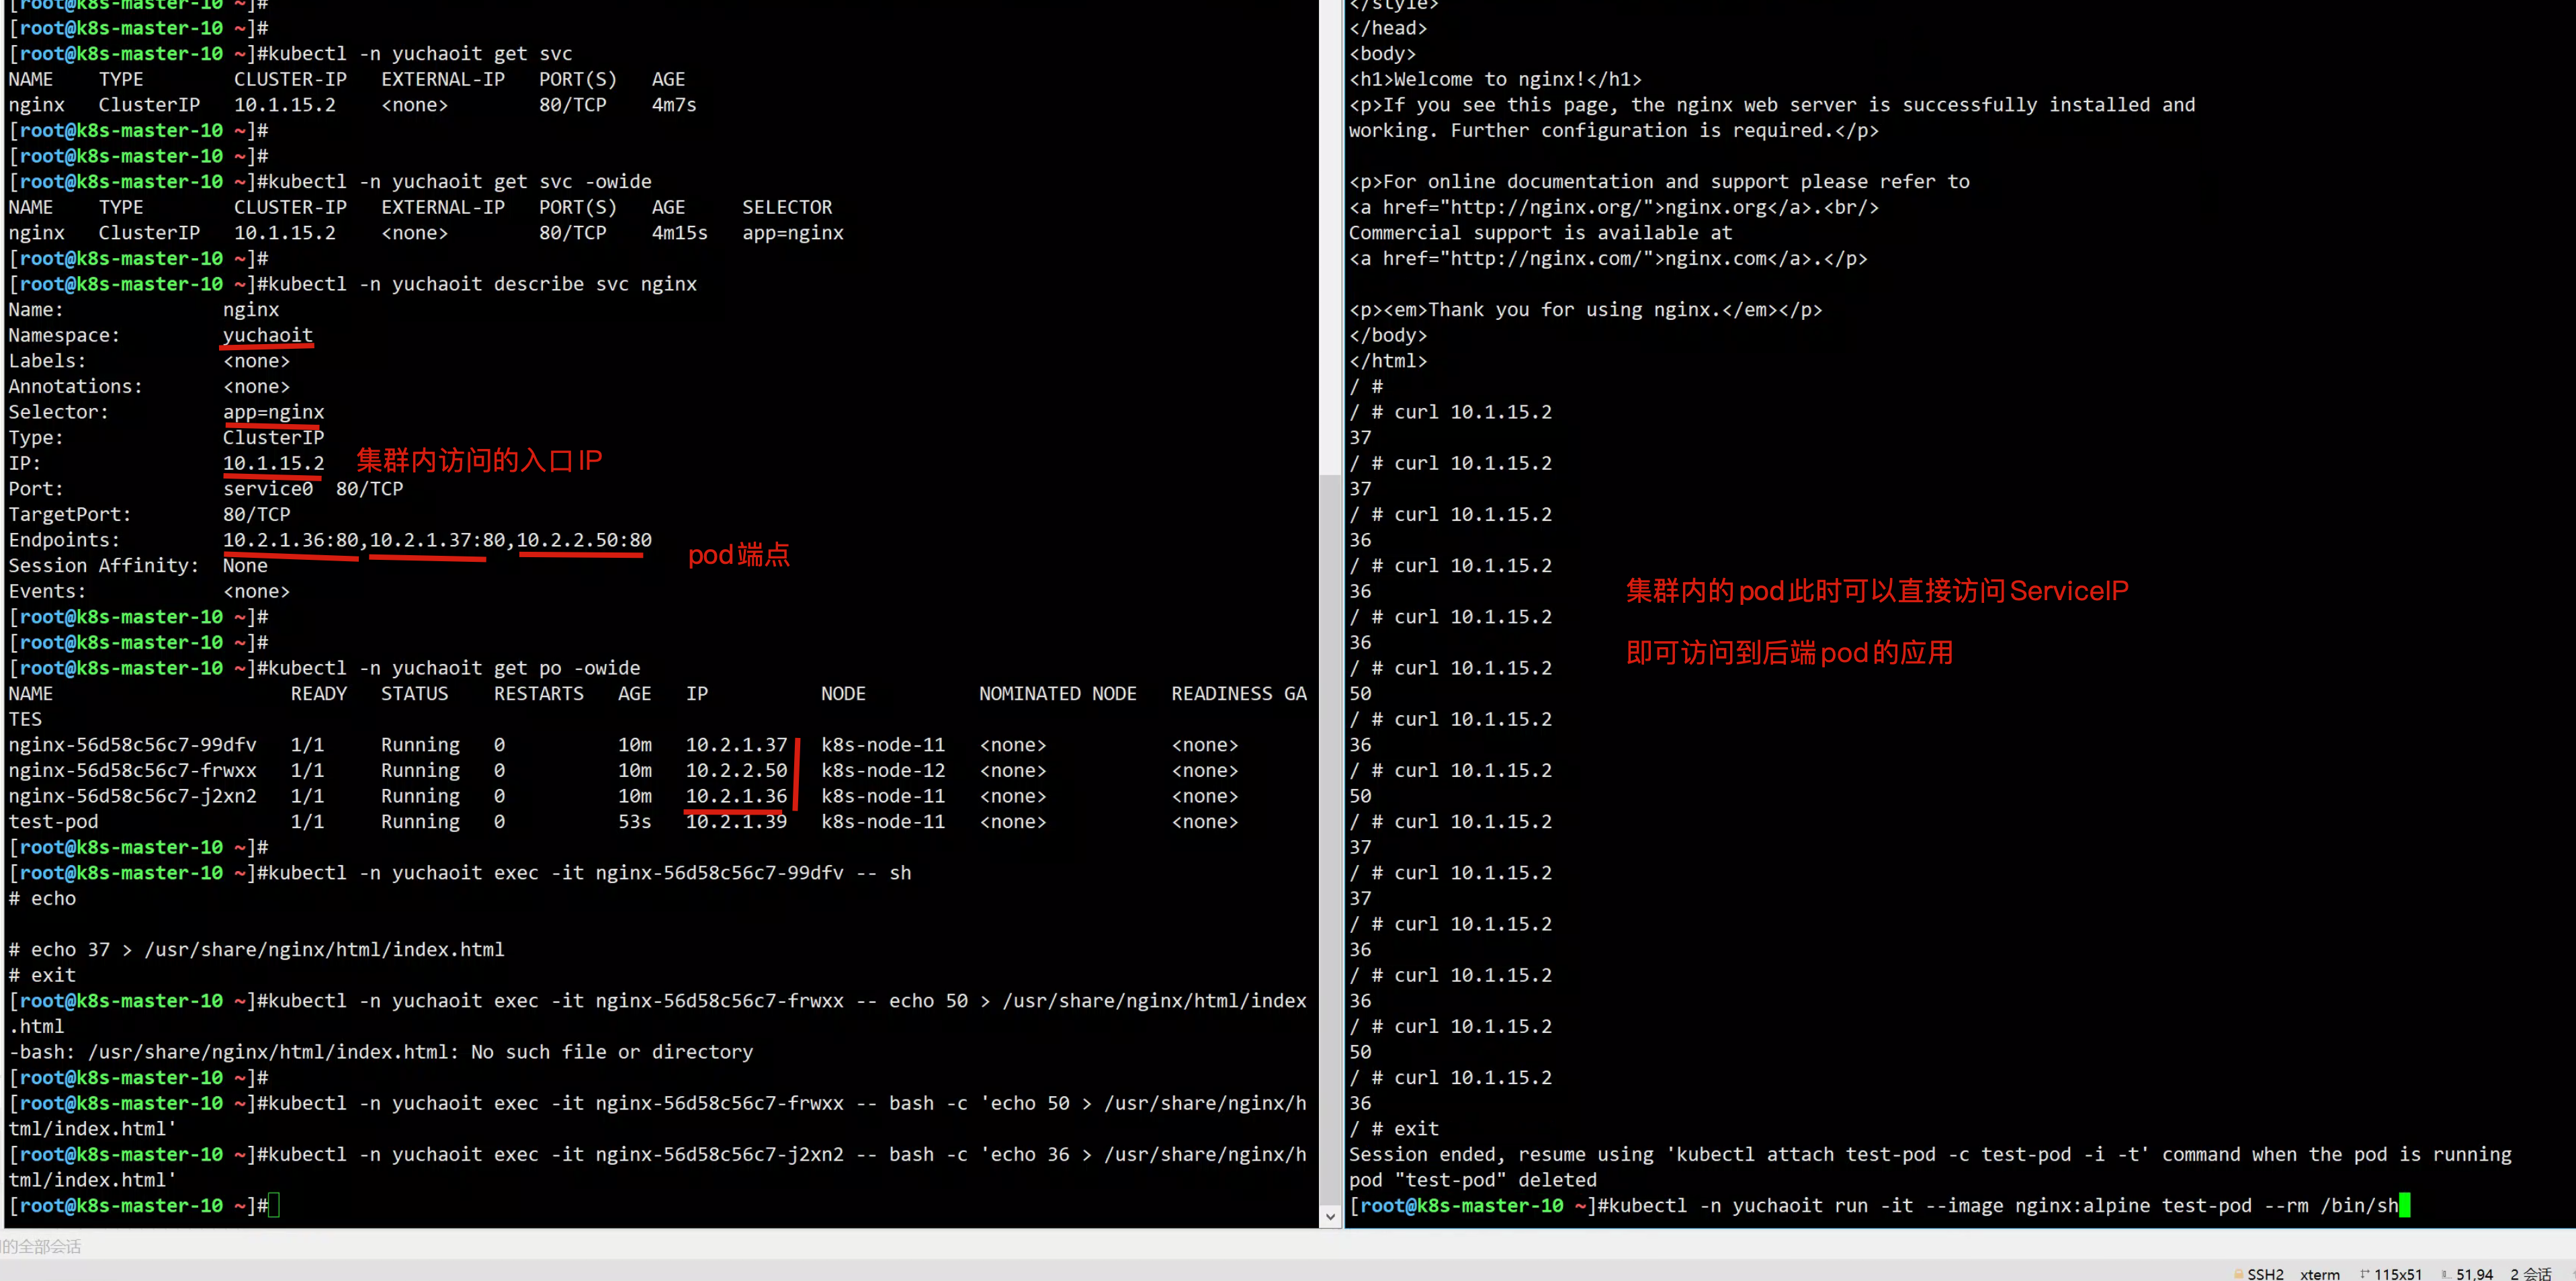 [root@k8s-master-10 ~]#
[root@k8s-master-10 ~]#
[root@k8s-master-10 ~]#kubectl -n yuchaoit get svc
NAME    TYPE        CLUSTER-IP   EXTERNAL-IP   PORT(S)   AGE
nginx   ClusterIP   10.1.15.2    <none>        80/TCP    4m7s
[root@k8s-master-10 ~]#
[root@k8s-master-10 ~]#
[root@k8s-master-10 ~]#kubectl -n yuchaoit get svc -owide
NAME    TYPE        CLUSTER-IP   EXTERNAL-IP   PORT(S)   AGE     SELECTOR
nginx   ClusterIP   10.1.15.2    <none>        80/TCP    4m15s   app=nginx
[root@k8s-master-10 ~]#
[root@k8s-master-10 ~]#kubectl -n yuchaoit describe svc nginx
Name:              nginx
Namespace:         yuchaoit
Labels:            <none>
Annotations:       <none>
Selector:          app=nginx
Type:              ClusterIP
IP:                10.1.15.2   集群内访问的入口IP
Port:              service0  80/TCP
TargetPort:        80/TCP
Endpoints:         10.2.1.36:80,10.2.1.37:80,10.2.2.50:80
pod端点
Session Affinity:  None
Events:            <none>
[root@k8s-master-10 ~]#
[root@k8s-master-10 ~]#
[root@k8s-master-10 ~]#kubectl -n yuchaoit get po -owide
NAME                     READY   STATUS    RESTARTS   AGE   IP          NODE          NOMINATED NODE   READINESS GA
TES
nginx-56d58c56c7-99dfv   1/1     Running   0          10m   10.2.1.37   k8s-node-11   <none>           <none>
nginx-56d58c56c7-frwxx   1/1     Running   0          10m   10.2.2.50   k8s-node-12   <none>           <none>
nginx-56d58c56c7-j2xn2   1/1     Running   0          10m   10.2.1.36   k8s-node-11   <none>           <none>
test-pod                 1/1     Running   0          53s   10.2.1.39   k8s-node-11   <none>           <none>
[root@k8s-master-10 ~]#
[root@k8s-master-10 ~]#kubectl -n yuchaoit exec -it nginx-56d58c56c7-99dfv -- sh
# echo
# echo 37 > /usr/share/nginx/html/index.html
# exit
[root@k8s-master-10 ~]#kubectl -n yuchaoit exec -it nginx-56d58c56c7-frwxx -- echo 50 > /usr/share/nginx/html/index
.html
-bash: /usr/share/nginx/html/index.html: No such file or directory
[root@k8s-master-10 ~]#
[root@k8s-master-10 ~]#kubectl -n yuchaoit exec -it nginx-56d58c56c7-frwxx -- bash -c 'echo 50 > /usr/share/nginx/h
tml/index.html'
[root@k8s-master-10 ~]#kubectl -n yuchaoit exec -it nginx-56d58c56c7-j2xn2 -- bash -c 'echo 36 > /usr/share/nginx/h
tml/index.html'
[root@k8s-master-10 ~]#
</style>
</head>
<body>
<h1>Welcome to nginx!</h1>
<p>If you see this page, the nginx web server is successfully installed and
working. Further configuration is required.</p>
<p>For online documentation and support please refer to
<a href="http://nginx.org/">nginx.org</a>.<br/>
Commercial support is available at
<a href="http://nginx.com/">nginx.com</a>.</p>
<p><em>Thank you for using nginx.</em></p>
</body>
</html>
/ #
/ # curl 10.1.15.2
37
/ # curl 10.1.15.2
37
/ # curl 10.1.15.2
36
/ # curl 10.1.15.2
36
集群内的pod此时可以直接访问ServiceIP
/ # curl 10.1.15.2
36
即可访问到后端pod的应用
/ # curl 10.1.15.2
50
/ # curl 10.1.15.2
36
/ # curl 10.1.15.2
50
/ # curl 10.1.15.2
37
/ # curl 10.1.15.2
37
/ # curl 10.1.15.2
36
/ # curl 10.1.15.2
36
/ # curl 10.1.15.2
50
/ # curl 10.1.15.2
36
/ # exit
Session ended, resume using 'kubectl attach test-pod -c test-pod -i -t' command when the pod is running
pod "test-pod" deleted
[root@k8s-master-10 ~]#kubectl -n yuchaoit run -it --image nginx:alpine test-pod --rm /bin/sh
的全部会话
SSH2 xterm 115x51 51,94 2 会话